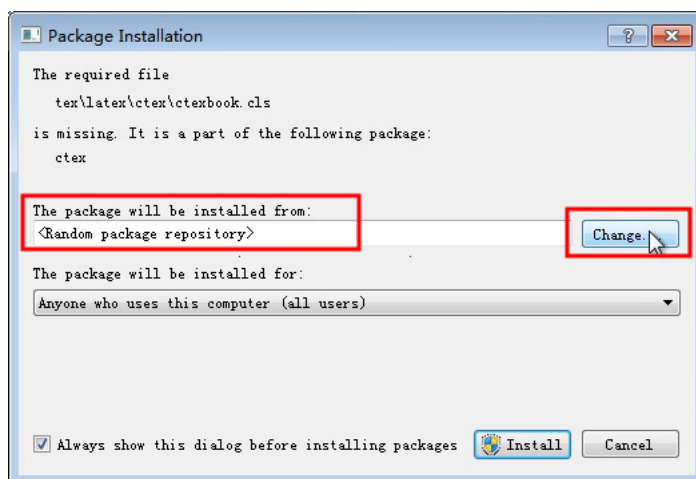 Package Installation
The required file
tex\latex\ctex\ctexbook.cls
is missing. It is a part of the following package:
ctex
The package will be installed from:
<Random package repository>
Change...
The package will be installed for:
Anyone who uses this computer (all users)
Always show this dialog before installing packages
Install
Cancel